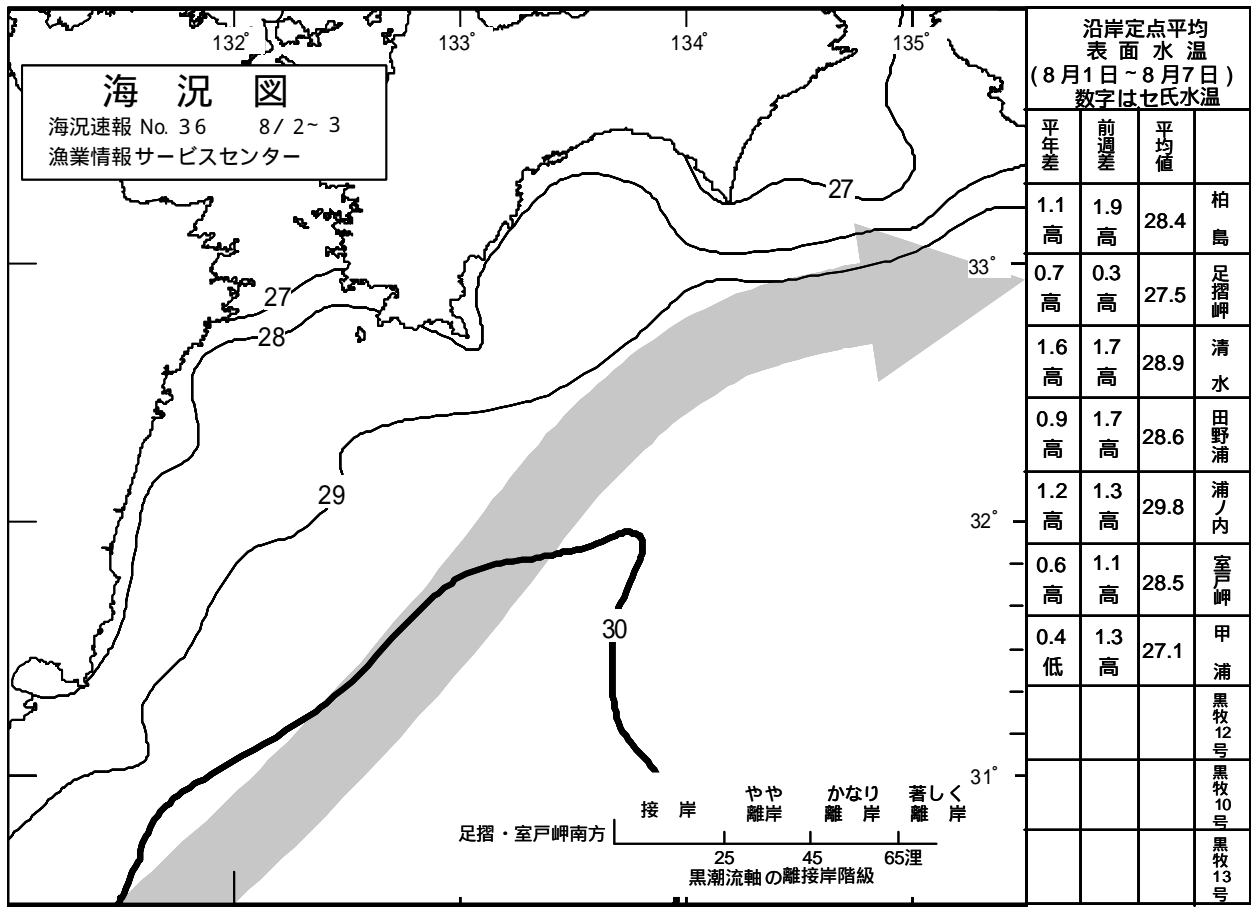 132°
133°
134°
135°
海 況 図
海況速報 No. 36 8/2~3
漁業情報サービスセンター
27
27
28
29
30
33°
32°
31°
接 岸
やや
離岸
かなり
離 岸
著しく
離 岸
足摺・室戸岬南方
25
45
65浬
黒潮流軸の離接岸階級
沿岸定点平均
表 面 水 温
(8月1日~8月7日)
数字はセ氏水温
平年差 前週差 平均値
1.1高 1.9高 28.4 柏島
0.7高 0.3高 27.5 足摺岬
1.6高 1.7高 28.9 清水
0.9高 1.7高 28.6 田野浦
1.2高 1.3高 29.8 浦ノ内
0.6高 1.1高 28.5 室戸岬
0.4低 1.3高 27.1 甲浦
黒牧12号
黒牧10号
黒牧13号